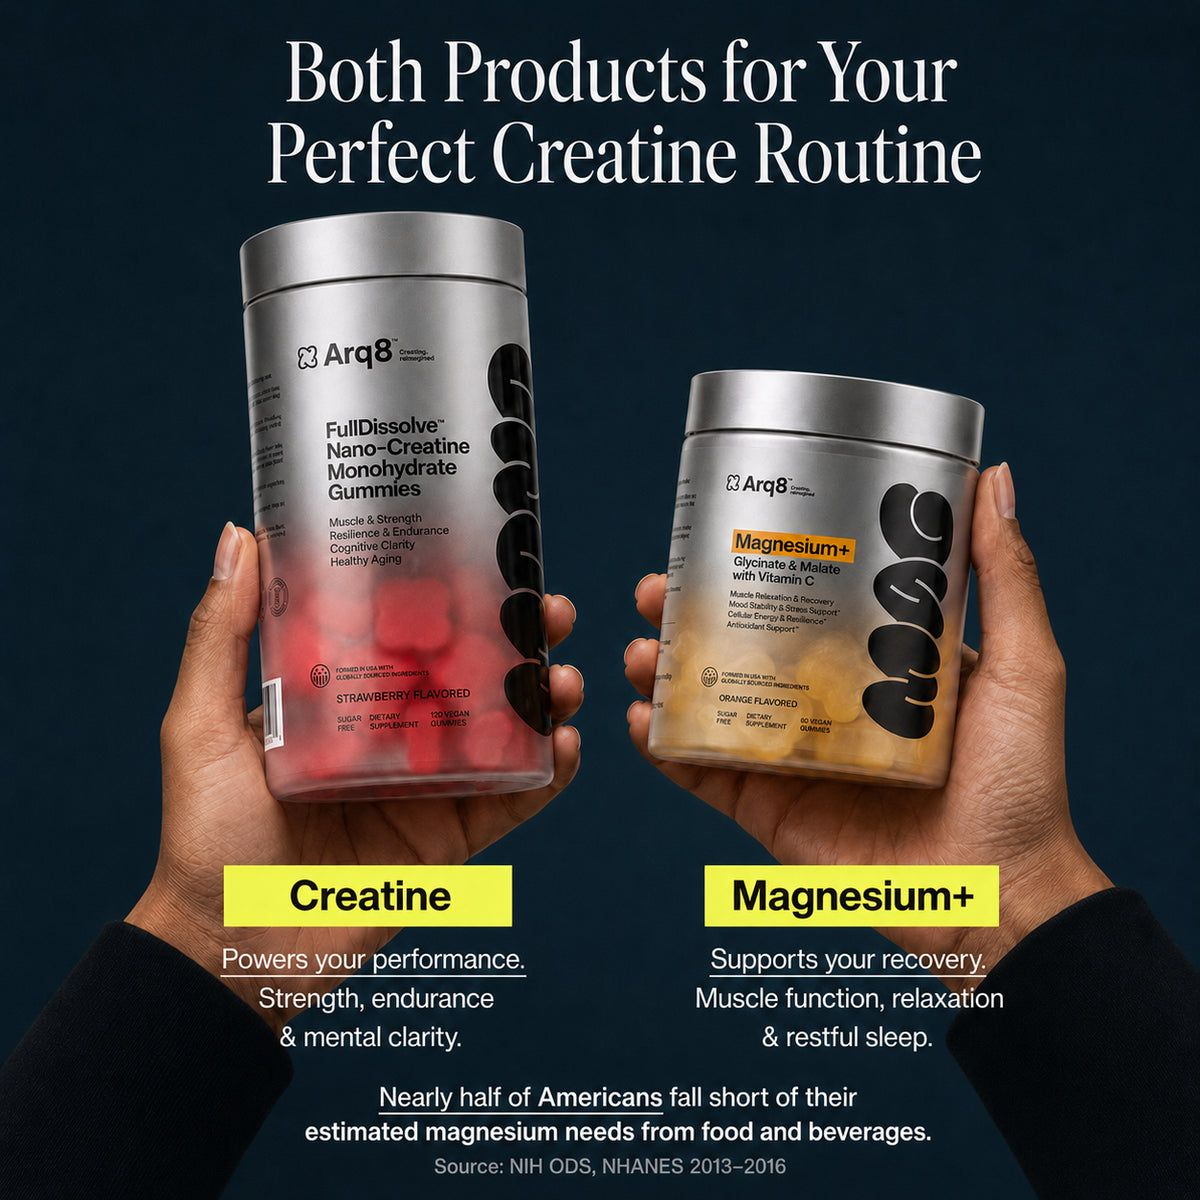 Both Products for Your
Perfect Creatine Routine
Arq8™ Creating. reimagined
FullDissolve™
Nano-Creatine
Monohydrate
Gummies
Muscle & Strength
Resilience & Endurance
Cognitive Clarity
Healthy Aging
FORMED IN USA WITH
GLOBALLY SOURCED INGREDIENTS
STRAWBERRY FLAVORED
SUGAR FREE DIETARY SUPPLEMENT 120 VEGAN GUMMIES
Arq8™ Creating. reimagined
Magnesium+
Glycinate & Malate
with Vitamin C
Muscle Relaxation & Recovery
Mood Stability & Stress Support*
Cellular Energy & Resilience*
Antioxidant Support*
FORMED IN USA WITH
GLOBALLY SOURCED INGREDIENTS
ORANGE FLAVORED
SUGAR FREE DIETARY SUPPLEMENT 60 VEGAN GUMMIES
Creatine
Powers your performance.
Strength, endurance
& mental clarity.
Magnesium+
Supports your recovery.
Muscle function, relaxation
& restful sleep.
Nearly half of Americans fall short of their
estimated magnesium needs from food and beverages.
Source: NIH ODS, NHANES 2013–2016